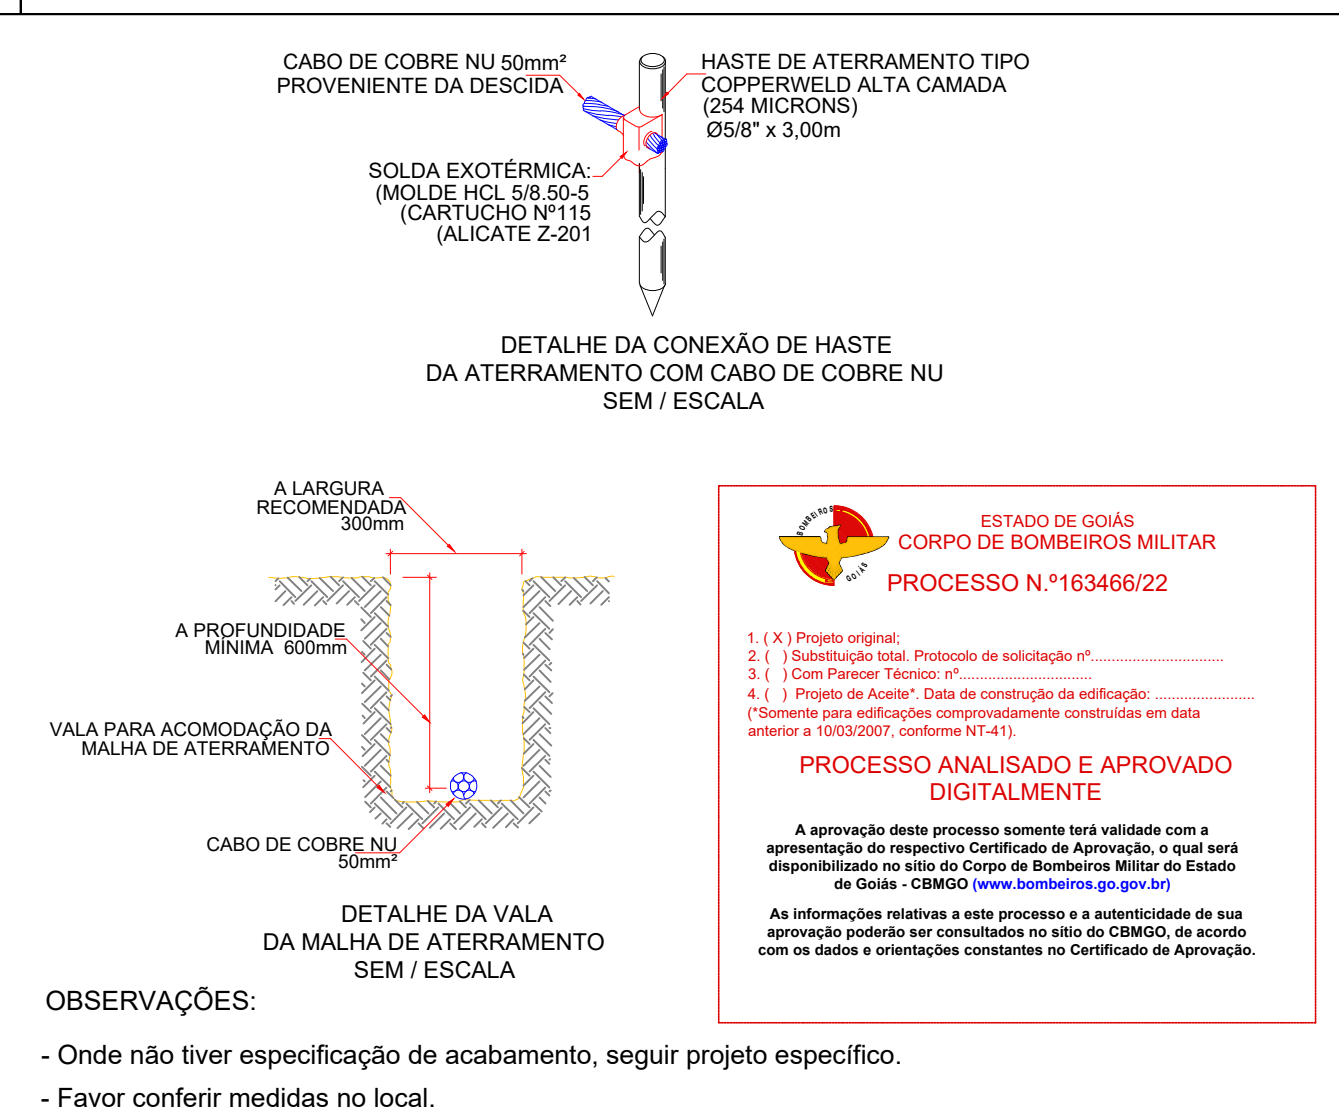 CABO DE COBRE NU 50mm²
PROVENIENTE DA DESCIDA
HASTE DE ATERRAMENTO TIPO
COPPERWELD ALTA CAMADA
(254 MICRONS)
Ø5/8" x 3,00m
SOLDA EXOTÉRMICA:
(MOLDE HCL 5/8.50-5
(CARTUCHO Nº115
(ALICATE Z-201
DETALHE DA CONEXÃO DE HASTE
DA ATERRAMENTO COM CABO DE COBRE NU
SEM / ESCALA
A LARGURA
RECOMENDADA
300mm
A PROFUNDIDADE
MÍNIMA 600mm
VALA PARA ACOMODAÇÃO DA
MALHA DE ATERRAMENTO
CABO DE COBRE NU
50mm²
DETALHE DA VALA
DA MALHA DE ATERRAMENTO
SEM / ESCALA
BOMBEIROS
GOIÁS
ESTADO DE GOIÁS
CORPO DE BOMBEIROS MILITAR
PROCESSO N.º163466/22
1. ( X ) Projeto original;
2. ( ) Substituição total. Protocolo de solicitação nº................................
3. ( ) Com Parecer Técnico: nº................................
4. ( ) Projeto de Aceite*. Data de construção da edificação: ........................
(*Somente para edificações comprovadamente construídas em data
anterior a 10/03/2007, conforme NT-41).
PROCESSO ANALISADO E APROVADO
DIGITALMENTE
A aprovação deste processo somente terá validade com a
apresentação do respectivo Certificado de Aprovação, o qual será
disponibilizado no sítio do Corpo de Bombeiros Militar do Estado
de Goiás - CBMGO (www.bombeiros.go.gov.br)
As informações relativas a este processo e a autenticidade de sua
aprovação poderão ser consultados no sítio do CBMGO, de acordo
com os dados e orientações constantes no Certificado de Aprovação.
OBSERVAÇÕES:
- Onde não tiver especificação de acabamento, seguir projeto específico.
- Favor conferir medidas no local.